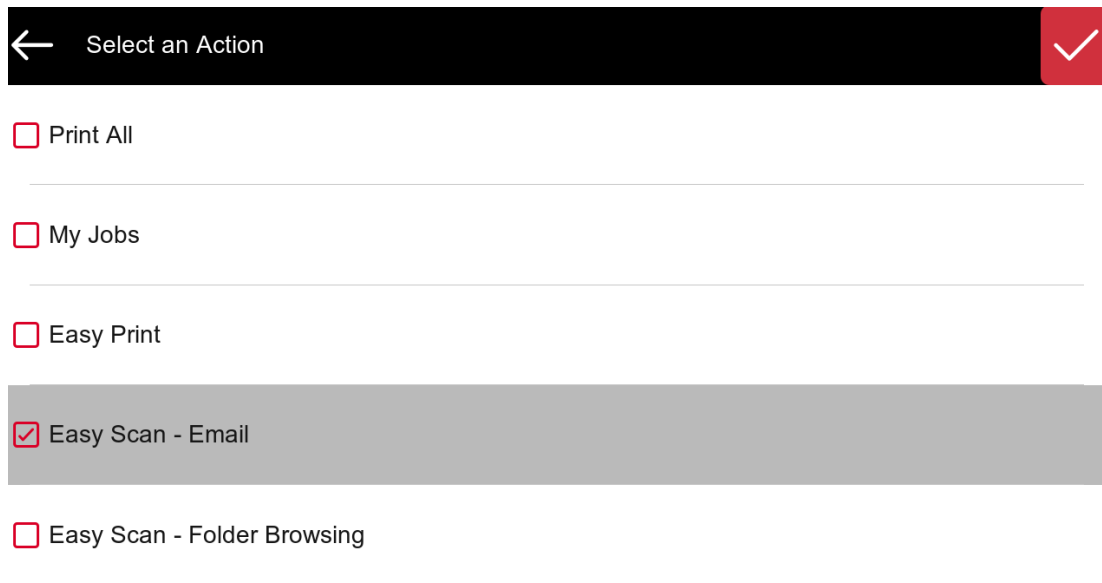 Select an Action
Print All
My Jobs
Easy Print
Easy Scan - Email
Easy Scan - Folder Browsing